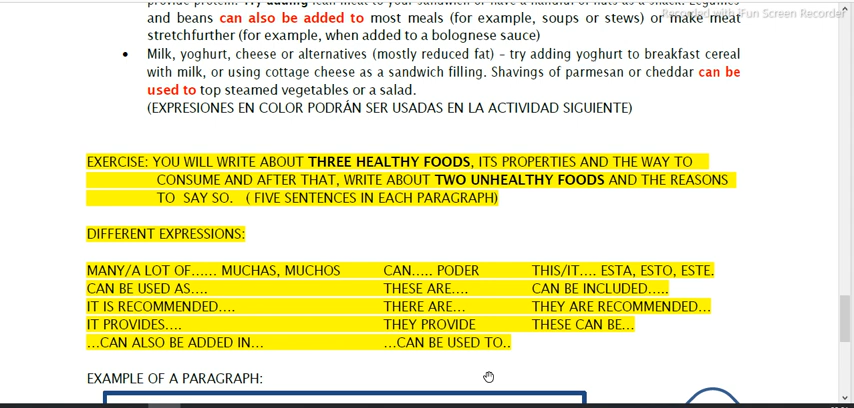 and beans can also be added to most meals (for example, soups or stews) or make meat
Recorded with iFun Screen Recorder
stretchfurther (for example, when added to a bolognese sauce)
• Milk, yoghurt, cheese or alternatives (mostly reduced fat) – try adding yoghurt to breakfast cereal
with milk, or using cottage cheese as a sandwich filling. Shavings of parmesan or cheddar can be
used to top steamed vegetables or a salad.
(EXPRESIONES EN COLOR PODRÁN SER USADAS EN LA ACTIVIDAD SIGUIENTE)
EXERCISE: YOU WILL WRITE ABOUT THREE HEALTHY FOODS, ITS PROPERTIES AND THE WAY TO
CONSUME AND AFTER THAT, WRITE ABOUT TWO UNHEALTHY FOODS AND THE REASONS
TO SAY SO. ( FIVE SENTENCES IN EACH PARAGRAPH)
DIFFERENT EXPRESSIONS:
MANY/A LOT OF...... MUCHAS, MUCHOS CAN..... PODER THIS/IT.... ESTA, ESTO, ESTE.
CAN BE USED AS.... THESE ARE.... CAN BE INCLUDED.....
IT IS RECOMMENDED.... THERE ARE... THEY ARE RECOMMENDED...
IT PROVIDES.... THEY PROVIDE THESE CAN BE...
...CAN ALSO BE ADDED IN... ...CAN BE USED TO..
EXAMPLE OF A PARAGRAPH: